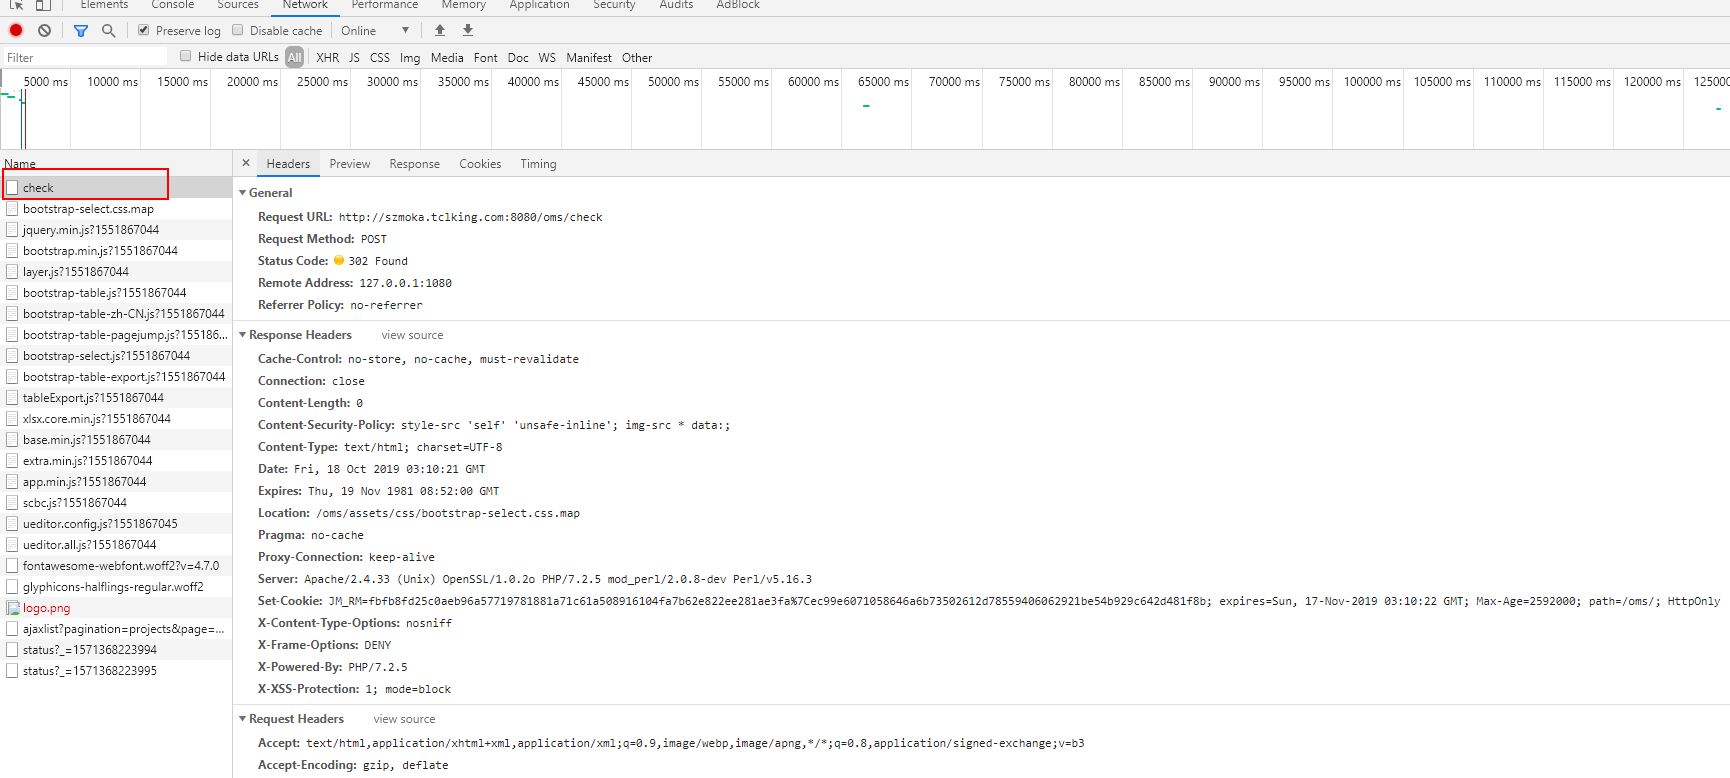 Elements Console Sources Network Performance Memory Application Security Audits AdBlock
Preserve log Disable cache Online
Filter Hide data URLs All XHR JS CSS Img Media Font Doc WS Manifest Other
5000 ms 10000 ms 15000 ms 20000 ms 25000 ms 30000 ms 35000 ms 40000 ms 45000 ms 50000 ms 55000 ms 60000 ms 65000 ms 70000 ms 75000 ms 80000 ms 85000 ms 90000 ms 95000 ms 100000 ms 105000 ms 110000 ms 115000 ms 120000 ms 125000
Name
check
bootstrap-select.css.map
jquery.min.js?1551867044
bootstrap.min.js?1551867044
layer.js?1551867044
bootstrap-table.js?1551867044
bootstrap-table-zh-CN.js?1551867044
bootstrap-table-pagejump.js?155186...
bootstrap-select.js?1551867044
bootstrap-table-export.js?1551867044
tableExport.js?1551867044
xlsx.core.min.js?1551867044
base.min.js?1551867044
extra.min.js?1551867044
app.min.js?1551867044
scbc.js?1551867044
ueditor.config.js?1551867045
ueditor.all.js?1551867044
fontawesome-webfont.woff2?v=4.7.0
glyphicons-halflings-regular.woff2
logo.png
ajaxlist?pagination=projects&page=...
status?_=1571368223994
status?_=1571368223995
× Headers Preview Response Cookies Timing
General
Request URL: http://szmoka.tclking.com:8080/oms/check
Request Method: POST
Status Code: 302 Found
Remote Address: 127.0.0.1:1080
Referrer Policy: no-referrer
Response Headers view source
Cache-Control: no-store, no-cache, must-revalidate
Connection: close
Content-Length: 0
Content-Security-Policy: style-src 'self' 'unsafe-inline'; img-src * data:;
Content-Type: text/html; charset=UTF-8
Date: Fri, 18 Oct 2019 03:10:21 GMT
Expires: Thu, 19 Nov 1981 08:52:00 GMT
Location: /oms/assets/css/bootstrap-select.css.map
Pragma: no-cache
Proxy-Connection: keep-alive
Server: Apache/2.4.33 (Unix) OpenSSL/1.0.2o PHP/7.2.5 mod_perl/2.0.8-dev Perl/v5.16.3
Set-Cookie: JM_RM=fbfb8fd25c0aeb96a57719781881a71c61a508916104fa7b62e822ee281ae3fa%7Cec99e6071058646a6b73502612d78559406062921be54b929c642d481f8b; expires=Sun, 17-Nov-2019 03:10:22 GMT; Max-Age=2592000; path=/oms/; HttpOnly
X-Content-Type-Options: nosniff
X-Frame-Options: DENY
X-Powered-By: PHP/7.2.5
X-XSS-Protection: 1; mode=block
Request Headers view source
Accept: text/html,application/xhtml+xml,application/xml;q=0.9,image/webp,image/apng,*/*;q=0.8,application/signed-exchange;v=b3
Accept-Encoding: gzip, deflate